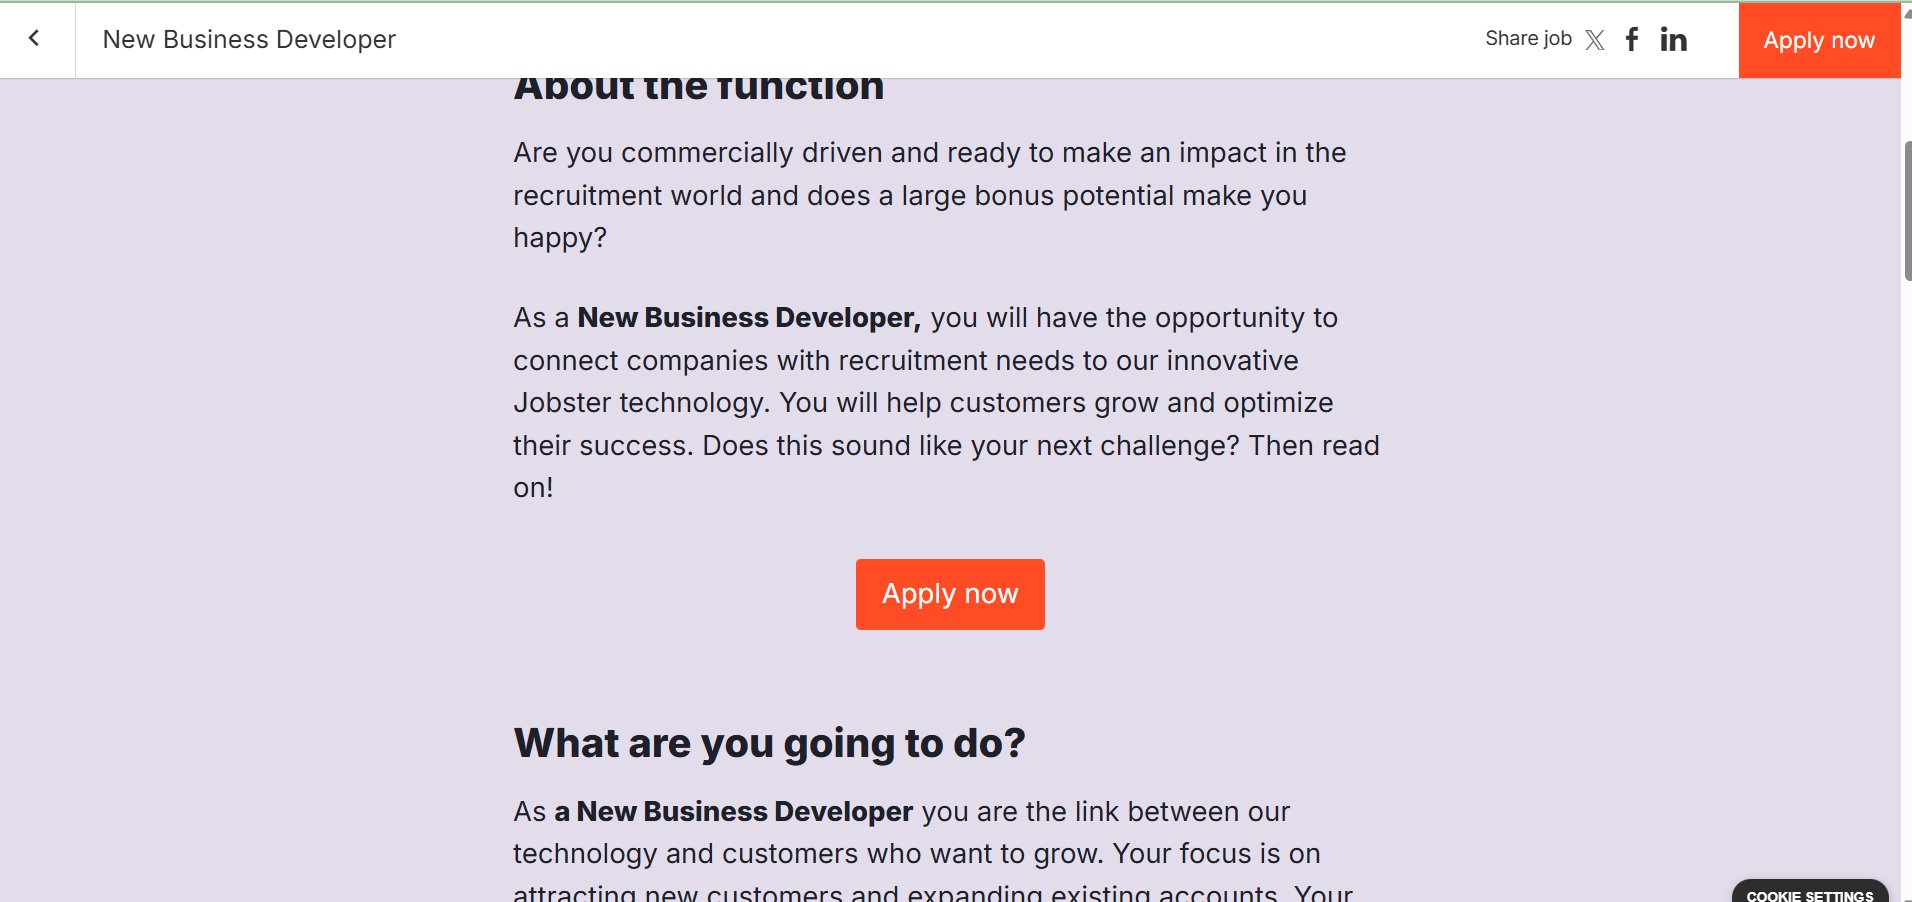 New Business Developer
Share job
Apply now
About the function
Are you commercially driven and ready to make an impact in the
recruitment world and does a large bonus potential make you
happy?
As a New Business Developer, you will have the opportunity to
connect companies with recruitment needs to our innovative
Jobster technology. You will help customers grow and optimize
their success. Does this sound like your next challenge? Then read
on!
Apply now
What are you going to do?
As a New Business Developer you are the link between our
technology and customers who want to grow. Your focus is on
attracting new customers and expanding existing accounts. Your
COOKIE SETTINGS